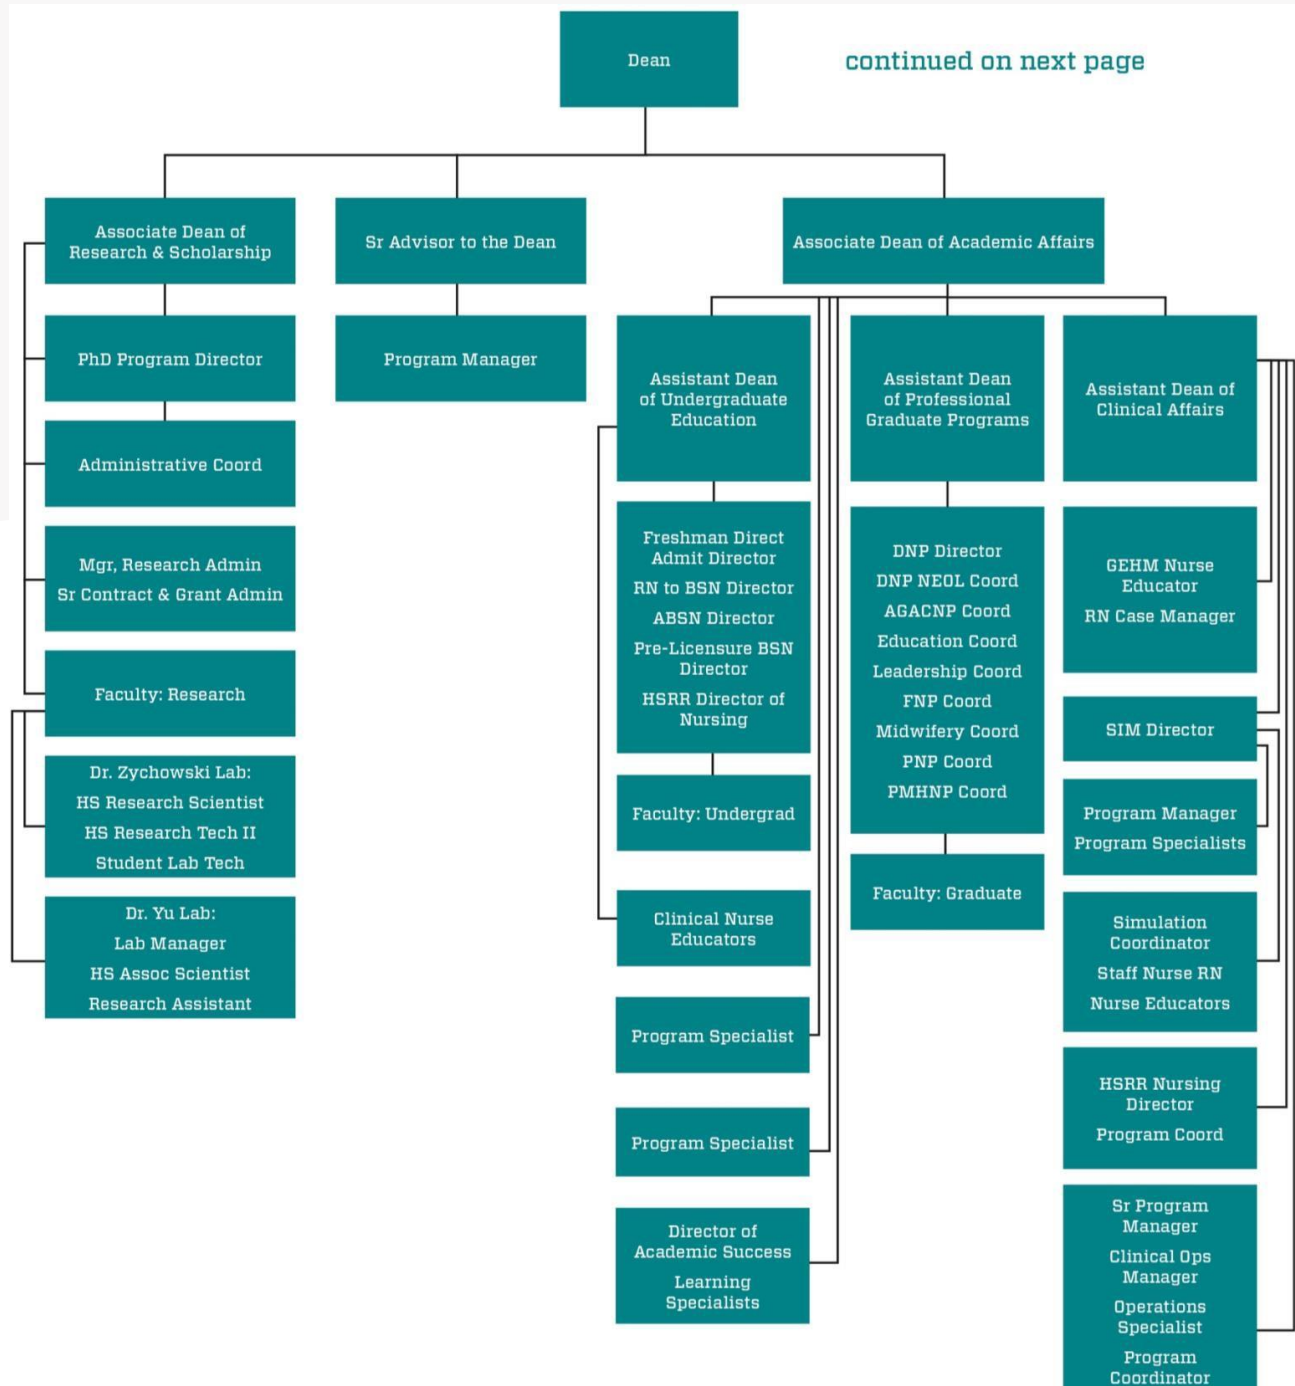 Dean
continued on next page
Associate Dean of
Research & Scholarship
Sr Advisor to the Dean
Associate Dean of Academic Affairs
PhD Program Director
Program Manager
Administrative Coord
Mgr, Research Admin
Sr Contract & Grant Admin
Faculty: Research
Dr. Zychowski Lab:
HS Research Scientist
HS Research Tech II
Student Lab Tech
Dr. Yu Lab:
Lab Manager
HS Assoc Scientist
Research Assistant
Assistant Dean
of Undergraduate
Education
Freshman Direct
Admit Director
RN to BSN Director
ABSN Director
Pre-Licensure BSN
Director
HSRR Director of
Nursing
Faculty: Undergrad
Clinical Nurse
Educators
Program Specialist
Program Specialist
Director of
Academic Success
Learning
Specialists
Assistant Dean
of Professional
Graduate Programs
DNP Director
DNP NEOL Coord
AGACNP Coord
Education Coord
Leadership Coord
FNP Coord
Midwifery Coord
PNP Coord
PMHNP Coord
Faculty: Graduate
Assistant Dean of
Clinical Affairs
GEHM Nurse
Educator
RN Case Manager
SIM Director
Program Manager
Program Specialists
Simulation
Coordinator
Staff Nurse RN
Nurse Educators
HSRR Nursing
Director
Program Coord
Sr Program
Manager
Clinical Ops
Manager
Operations
Specialist
Program
Coordinator